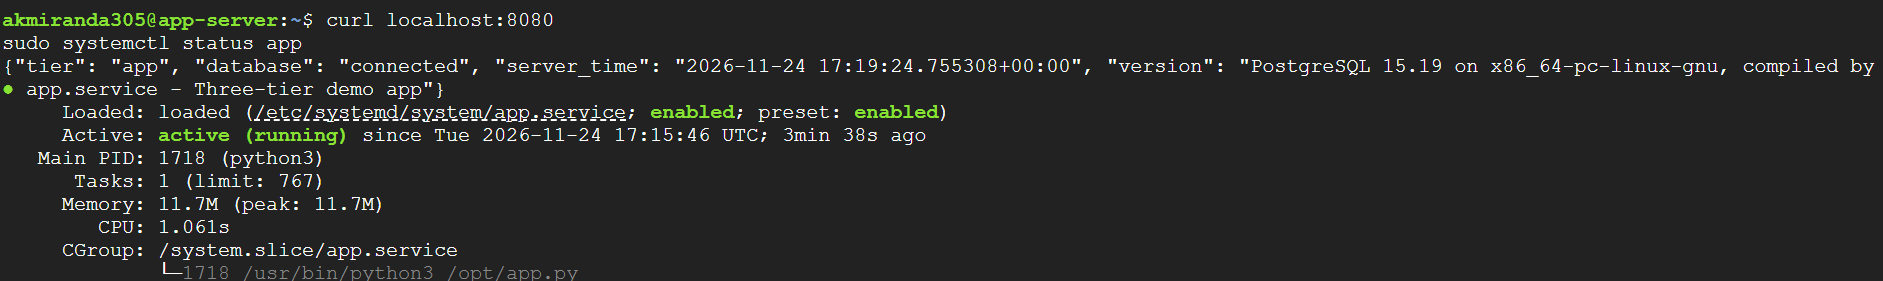 akmiranda305@app-server:~$ curl localhost:8080
sudo systemctl status app
{"tier": "app", "database": "connected", "server_time": "2026-11-24 17:19:24.755308+00:00", "version": "PostgreSQL 15.19 on x86_64-pc-linux-gnu, compiled by
● app.service - Three-tier demo app"}
Loaded: loaded (/etc/systemd/system/app.service; enabled; preset: enabled)
Active: active (running) since Tue 2026-11-24 17:15:46 UTC; 3min 38s ago
Main PID: 1718 (python3)
Tasks: 1 (limit: 767)
Memory: 11.7M (peak: 11.7M)
CPU: 1.061s
CGroup: /system.slice/app.service
└─1718 /usr/bin/python3 /opt/app.py